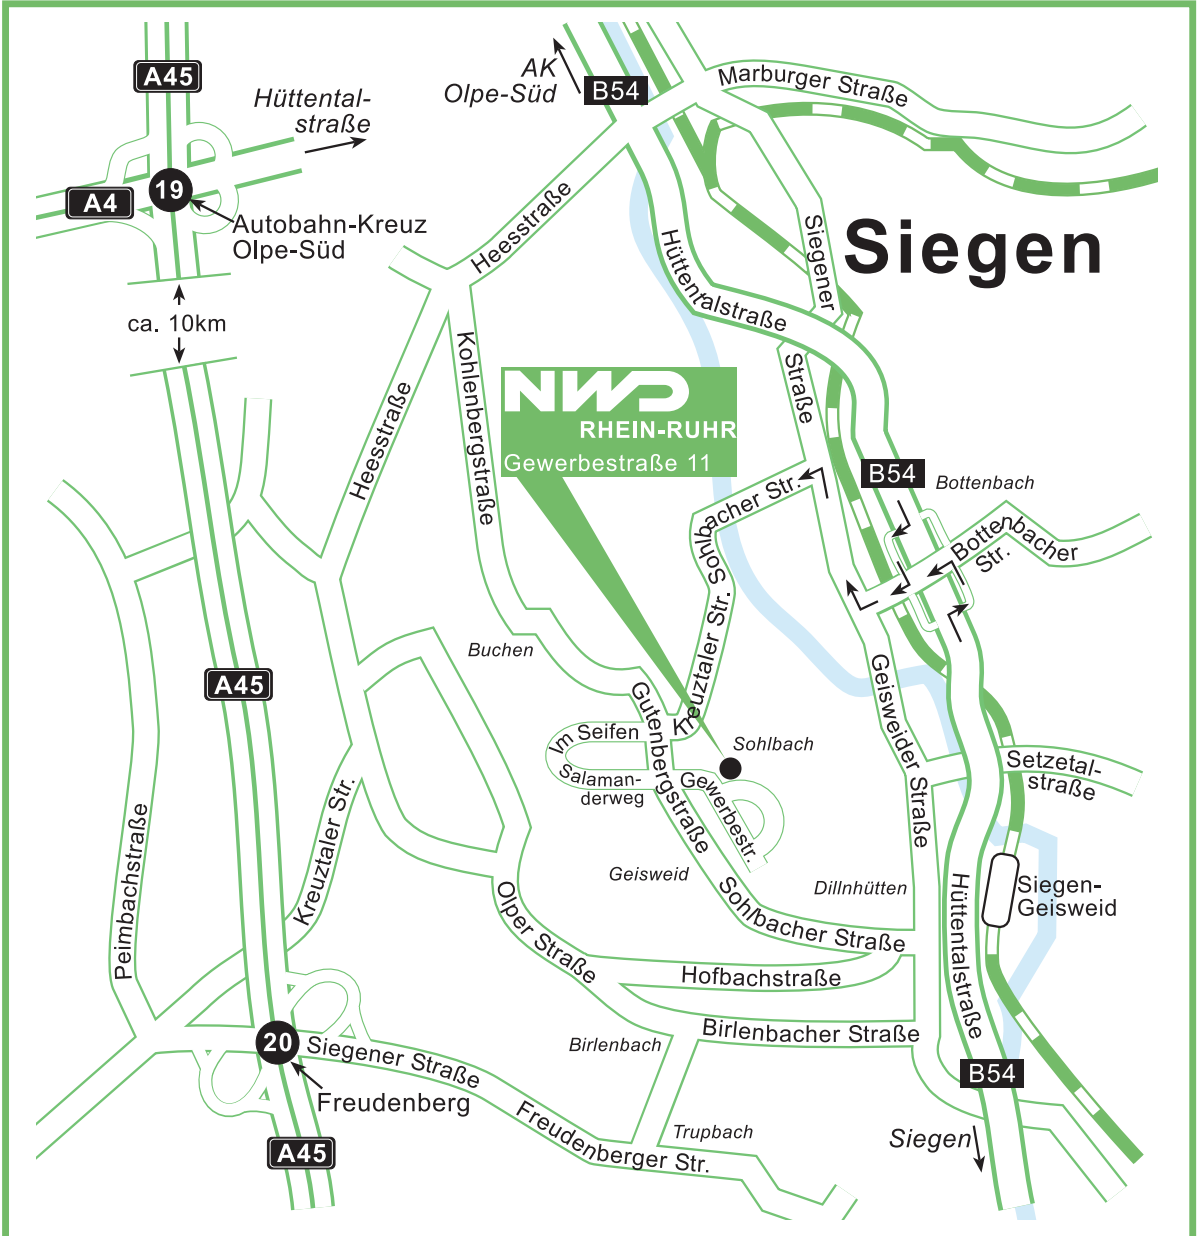 A45
AK
Olpe-Süd
B54
Marburger Straße
Hüttental-
straße
A4
19
Autobahn-Kreuz
Olpe-Süd
Heesstraße
Siegener
Siegen
Hüttentalstraße
ca. 10km
Kohlenbergstraße
Straße
Heesstraße
NWD
RHEIN-RUHR
Gewerbestraße 11
B54
Bottenbach
Sohlbacher Str.
Bottenbacher
Str.
Kreuztaler Str.
Buchen
A45
Geisweider Straße
Gutenbergstraße
Im Seifen
Sohlbach
Salaman-
derweg
Gewerbestr.
Setzetal-
straße
Kreuztaler Str.
Peimbachstraße
Geisweid
Dillnhütten
Siegen-
Geisweid
Olper Straße
Sohlbacher Straße
Hüttentalstraße
Hofbachstraße
Birlenbacher Straße
Birlenbach
20
Siegener Straße
Freudenberg
B54
Freudenberger Str.
Trupbach
Siegen
A45